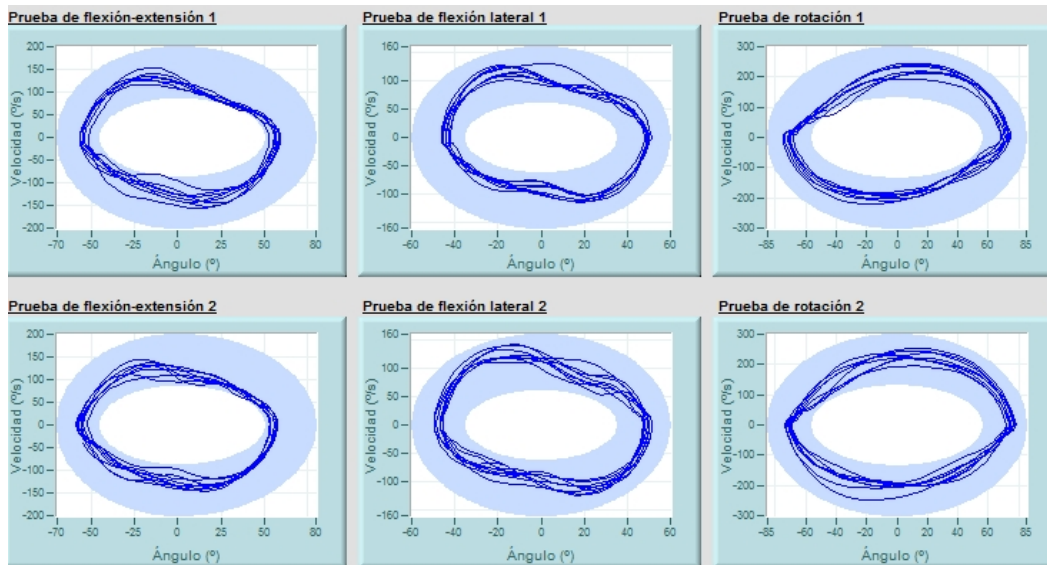 Prueba de flexión-extensión 1
Prueba de flexión lateral 1
Prueba de rotación 1
Velocidad (º/s)
200
150
100
50
0
-50
-100
-150
-200
-70 -50 -25 0 25 50 80
Ángulo (º)
Velocidad (º/s)
160
100
50
0
-50
-100
-160
-60 -40 -20 0 20 40 60
Ángulo (º)
Velocidad (º/s)
300
200
100
0
-100
-200
-300
-85 -60 -40 -20 0 20 40 60 85
Ángulo (º)
Prueba de flexión-extensión 2
Prueba de flexión lateral 2
Prueba de rotación 2
Velocidad (º/s)
200
150
100
50
0
-50
-100
-150
-200
-70 -50 -25 0 25 50 80
Ángulo (º)
Velocidad (º/s)
160
100
50
0
-50
-100
-160
-60 -40 -20 0 20 40 60
Ángulo (º)
Velocidad (º/s)
300
200
100
0
-100
-200
-300
-85 -60 -40 -20 0 20 40 60 85
Ángulo (º)